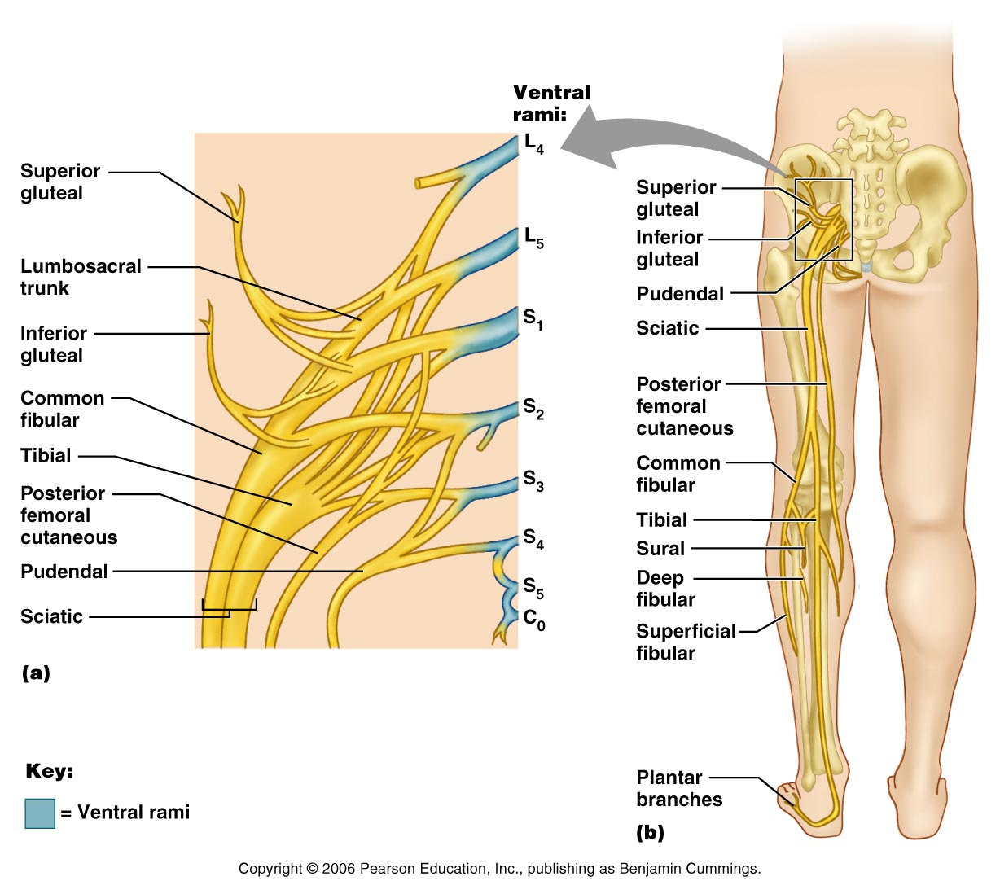 Ventral
rami:
L4
L5
S1
S2
S3
S4
S5
C0
Superior
gluteal
Lumbosacral
trunk
Inferior
gluteal
Common
fibular
Tibial
Posterior
femoral
cutaneous
Pudendal
Sciatic
(a)
Key:
= Ventral rami
Superior
gluteal
Inferior
gluteal
Pudendal
Sciatic
Posterior
femoral
cutaneous
Common
fibular
Tibial
Sural
Deep
fibular
Superficial
fibular
Plantar
branches
(b)
Copyright © 2006 Pearson Education, Inc., publishing as Benjamin Cummings.